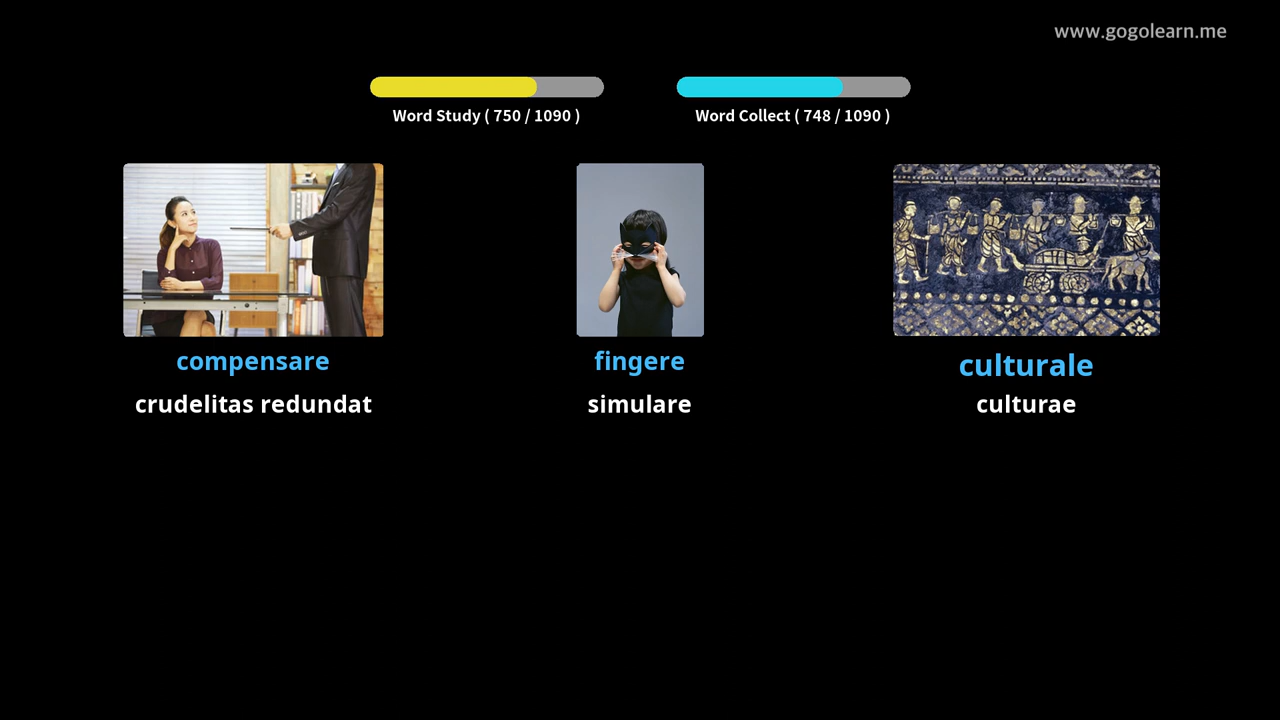 www.gogolearn.me
Word Study ( 750 / 1090 )
Word Collect ( 748 / 1090 )
compensare
fingere
culturale
crudelitas redundat
simulare
culturae